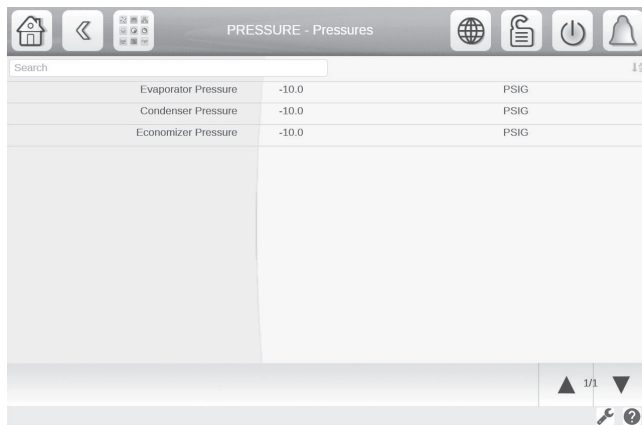 PRESSURE - Pressures
Search
Evaporator Pressure -10.0 PSIG
Condenser Pressure -10.0 PSIG
Economizer Pressure -10.0 PSIG
1/1
?